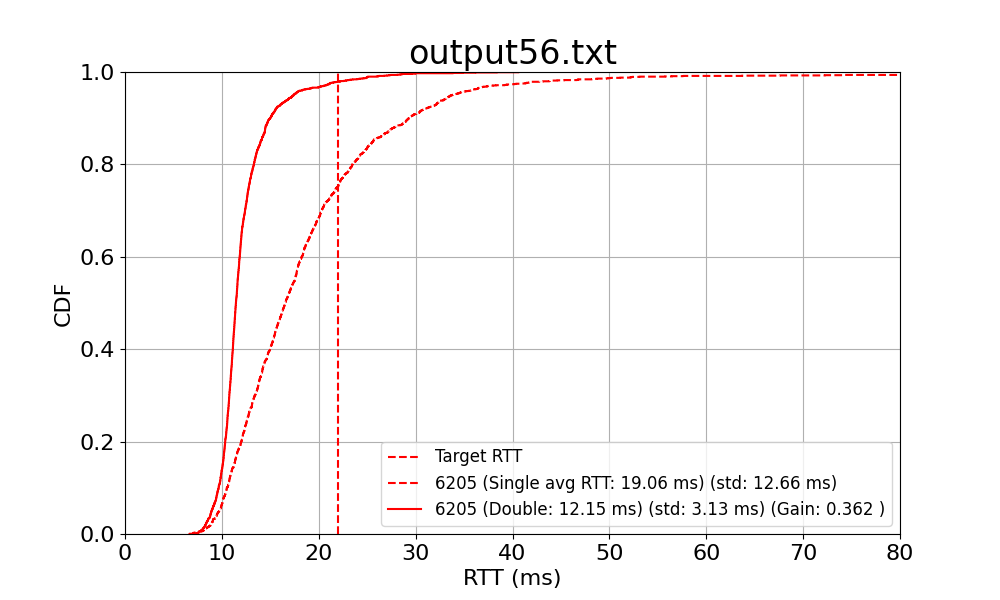 output56.txt
1.0
0.8
0.6
0.4
0.2
0.0
CDF
0 10 20 30 40 50 60 70 80
RTT (ms)
Target RTT
6205 (Single avg RTT: 19.06 ms) (std: 12.66 ms)
6205 (Double: 12.15 ms) (std: 3.13 ms) (Gain: 0.362 )